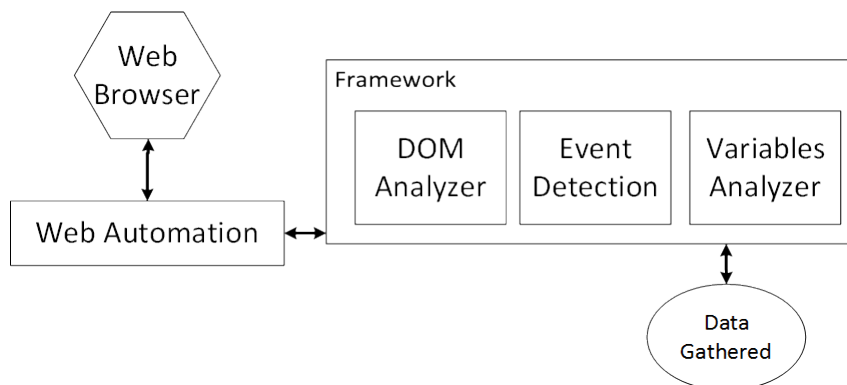 Web
Browser
Web Automation
Framework
DOM
Analyzer
Event
Detection
Variables
Analyzer
Data
Gathered